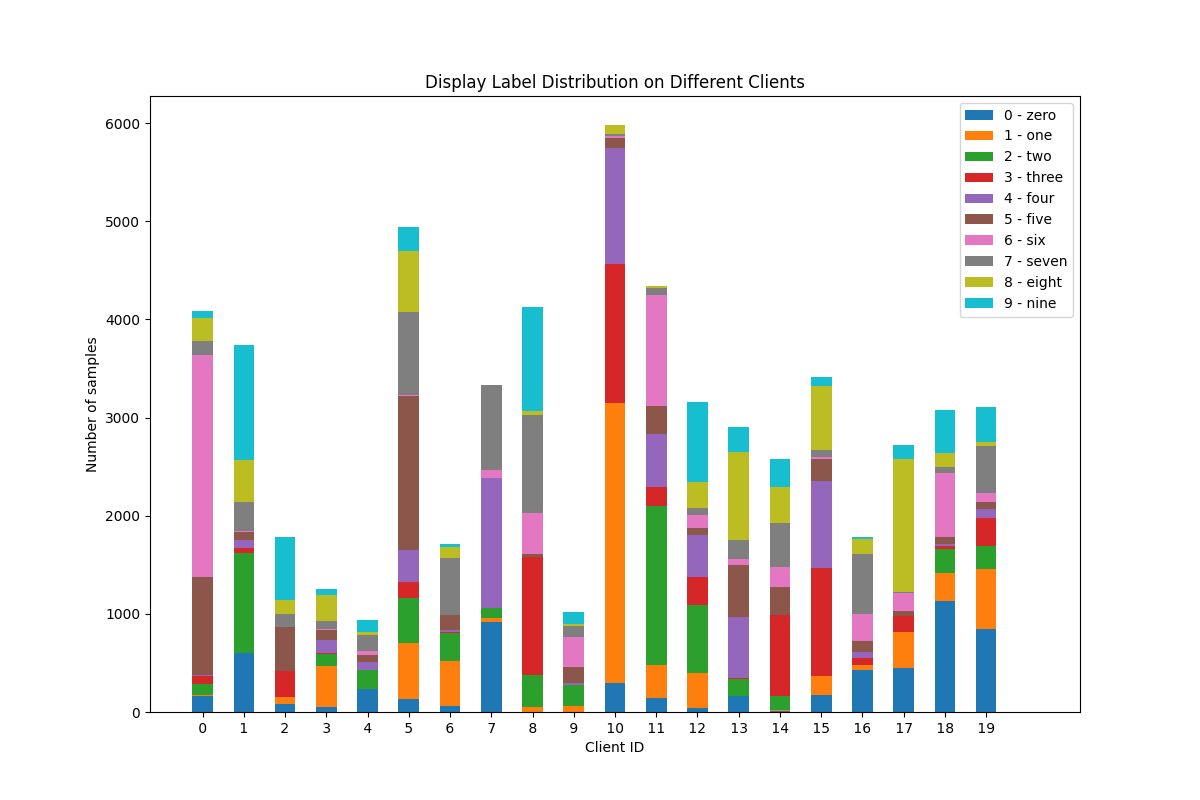 Display Label Distribution on Different Clients
6000
5000
4000
3000
2000
1000
0
Number of samples
0 - zero
1 - one
2 - two
3 - three
4 - four
5 - five
6 - six
7 - seven
8 - eight
9 - nine
0 1 2 3 4 5 6 7 8 9 10 11 12 13 14 15 16 17 18 19
Client ID